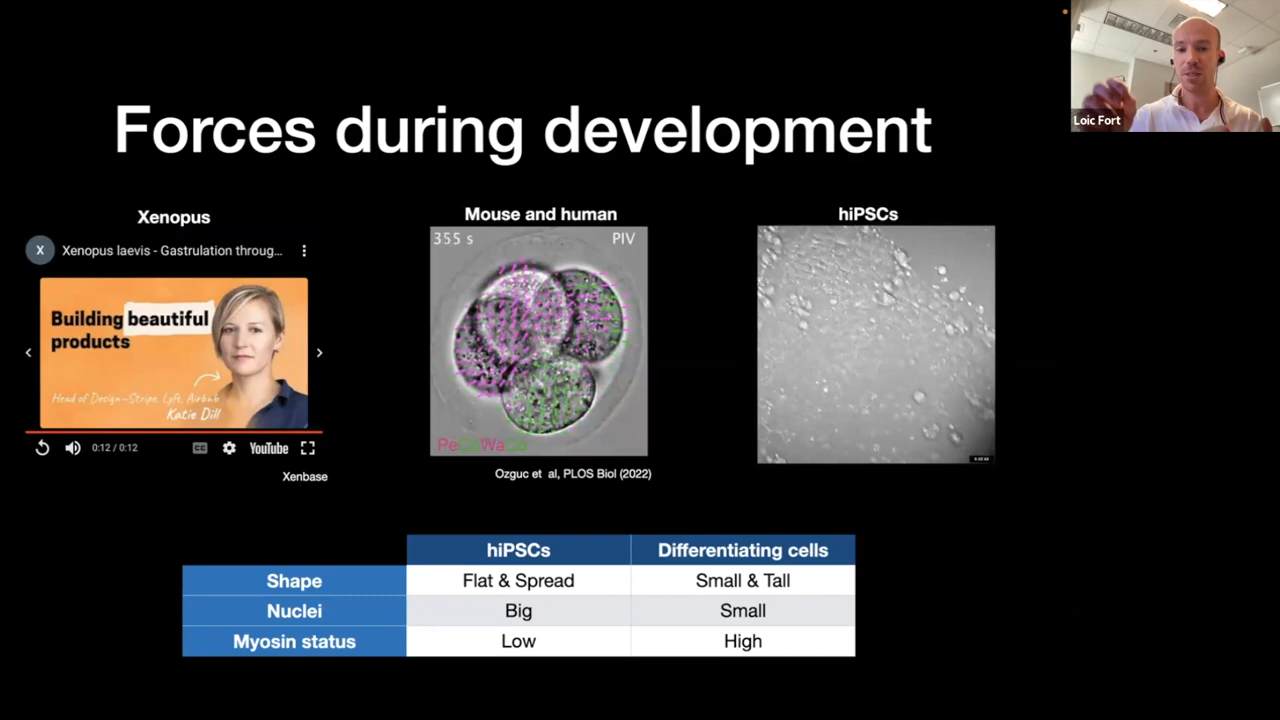 Loic Fort
Forces during development
Xenopus
X
Xenopus laevis - Gastrulation throug...
Building beautiful
products
Head of Design—Stripe, Lyft, Airbnb
Katie Dill
0:12 / 0:12
CC
YouTube
Xenbase
Mouse and human
355 s
PIV
PeCoWaCo
Ozguc et al, PLOS Biol (2022)
hiPSCs
hiPSCs Differentiating cells
Shape Flat & Spread Small & Tall
Nuclei Big Small
Myosin status Low High